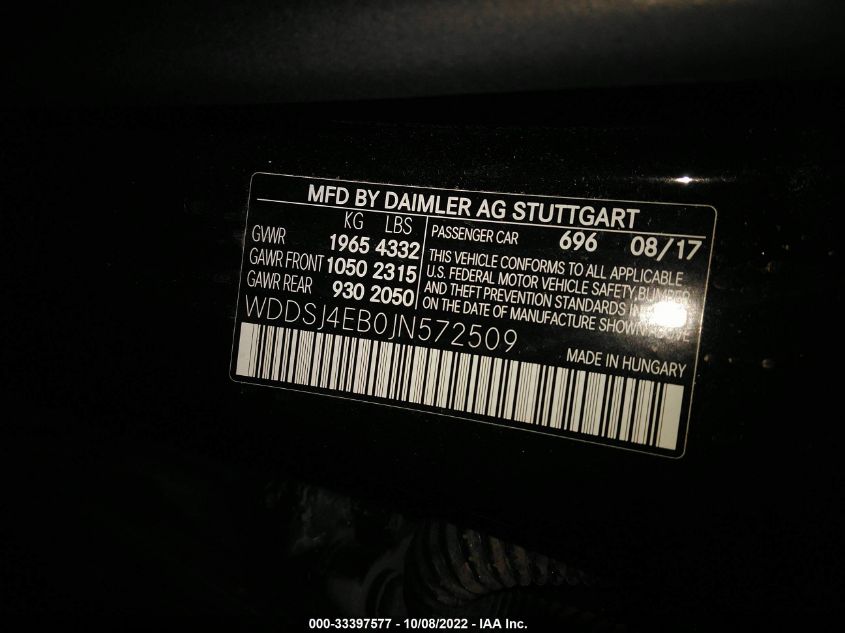 MFD BY DAIMLER AG STUTTGART
KG LBS
GVWR 1965 4332
GAWR FRONT 1050 2315
GAWR REAR 930 2050
PASSENGER CAR 696 08/17
THIS VEHICLE CONFORMS TO ALL APPLICABLE
U.S. FEDERAL MOTOR VEHICLE SAFETY, BUMPER
AND THEFT PREVENTION STANDARDS IN
ON THE DATE OF MANUFACTURE SHOWN
WDDSJ4EB0JN572509
MADE IN HUNGARY
000-33397577 - 10/08/2022 - IAA Inc.